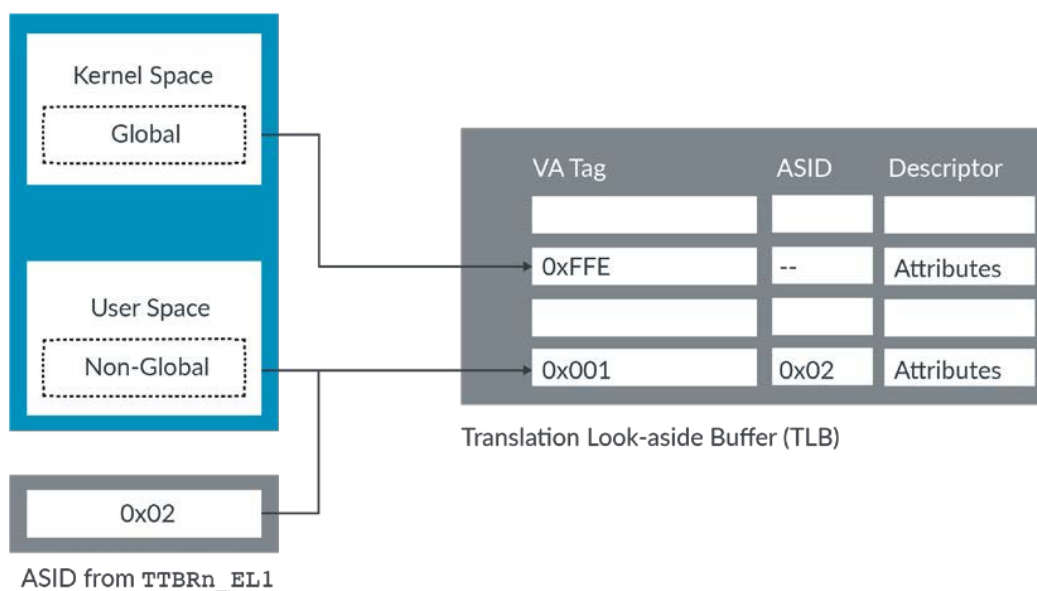 Kernel Space
Global
User Space
Non-Global
0x02
ASID from TTBRn_EL1
VA Tag ASID Descriptor
0xFFE -- Attributes
0x001 0x02 Attributes
Translation Look-aside Buffer (TLB)